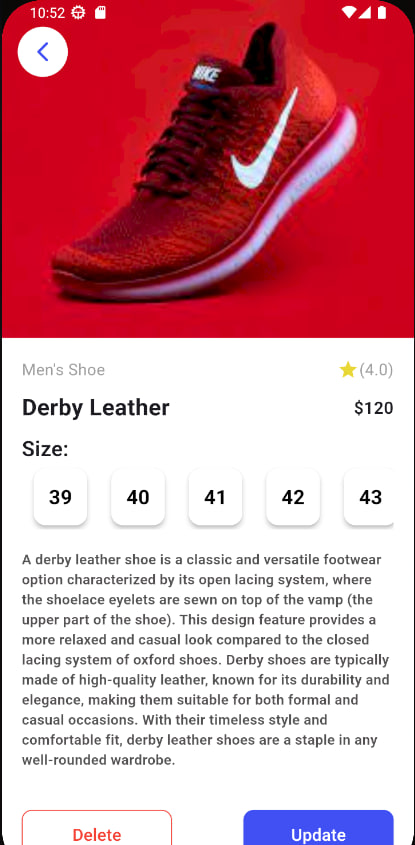 10:52
NIKE
Men's Shoe
(4.0)
Derby Leather
$120
Size:
39 40 41 42 43
A derby leather shoe is a classic and versatile footwear
option characterized by its open lacing system, where
the shoelace eyelets are sewn on top of the vamp (the
upper part of the shoe). This design feature provides a
more relaxed and casual look compared to the closed
lacing system of oxford shoes. Derby shoes are typically
made of high-quality leather, known for its durability and
elegance, making them suitable for both formal and
casual occasions. With their timeless style and
comfortable fit, derby leather shoes are a staple in any
well-rounded wardrobe.
Delete
Update